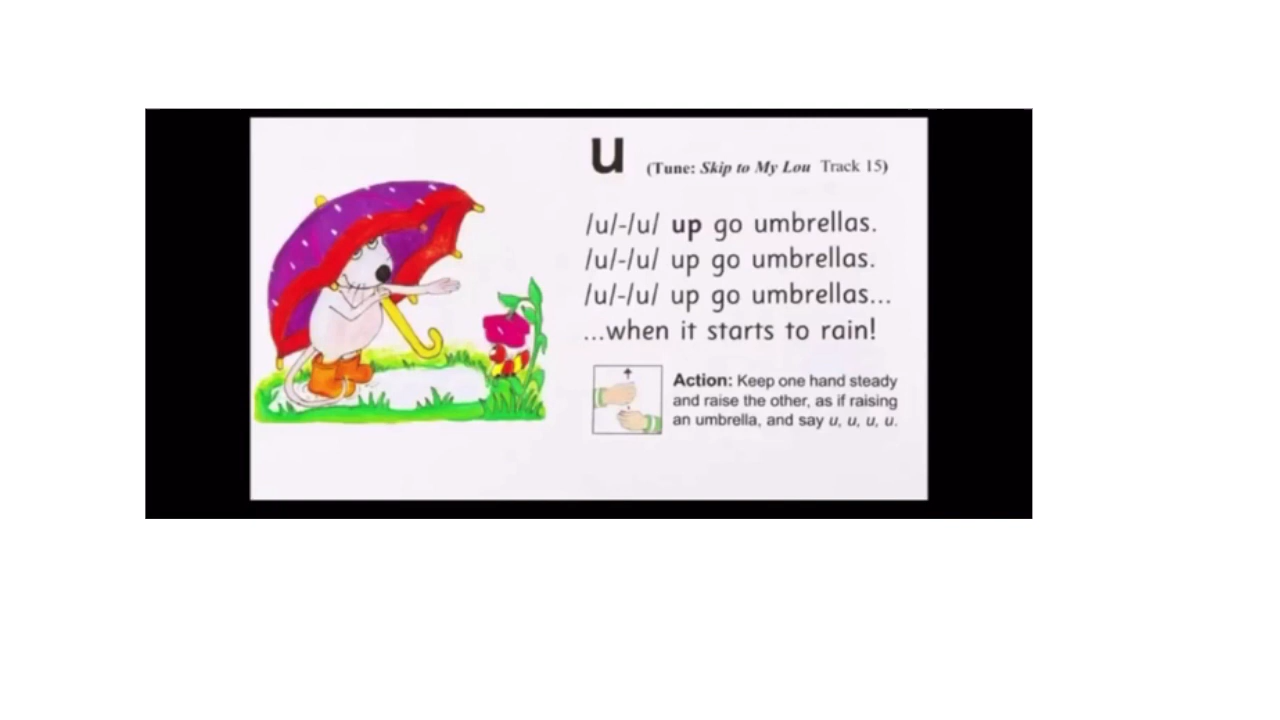 u
(Tune: Skip to My Lou Track 15)
/u/-/u/ up go umbrellas.
/u/-/u/ up go umbrellas.
/u/-/u/ up go umbrellas...
...when it starts to rain!
Action: Keep one hand steady
and raise the other, as if raising
an umbrella, and say u, u, u, u.